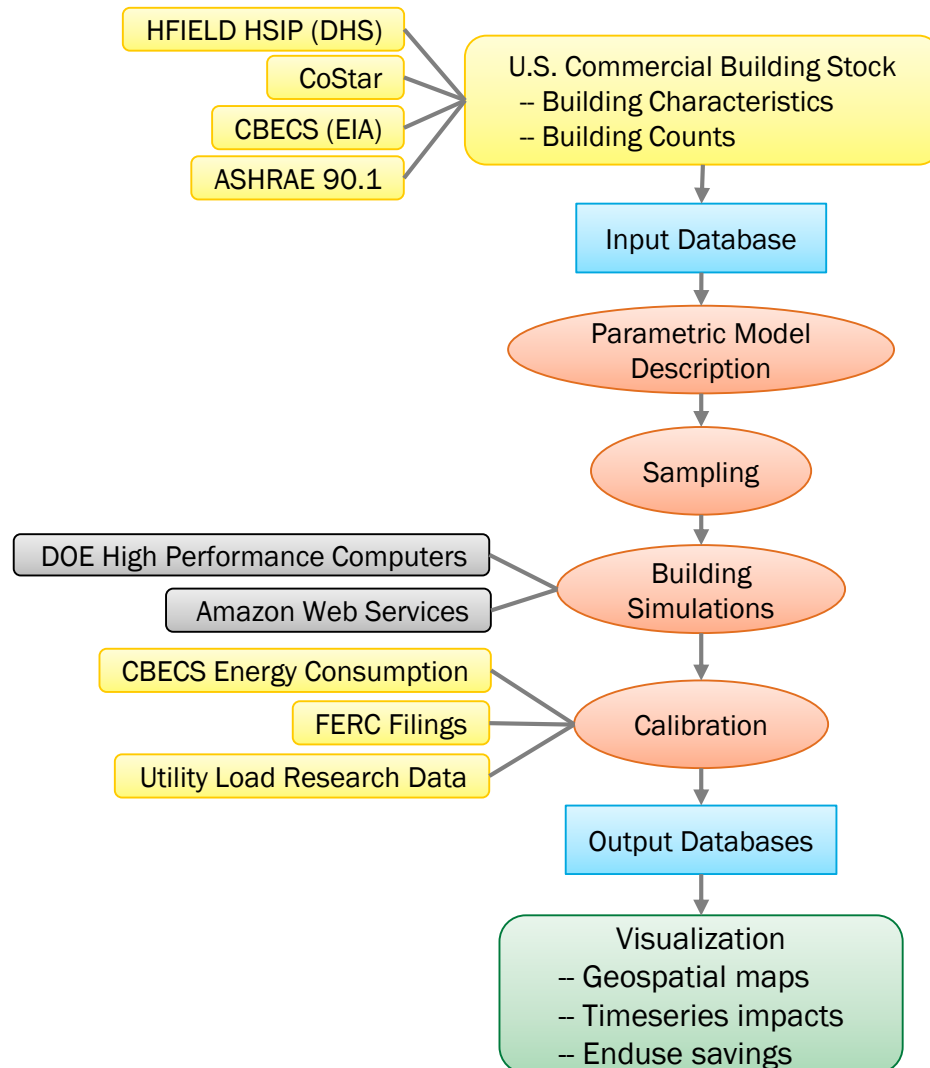 HFIELD HSIP (DHS)
CoStar
CBECS (EIA)
ASHRAE 90.1
U.S. Commercial Building Stock
-- Building Characteristics
-- Building Counts
Input Database
Parametric Model
Description
Sampling
DOE High Performance Computers
Amazon Web Services
Building
Simulations
CBECS Energy Consumption
FERC Filings
Utility Load Research Data
Calibration
Output Databases
Visualization
-- Geospatial maps
-- Timeseries impacts
-- Enduse savings